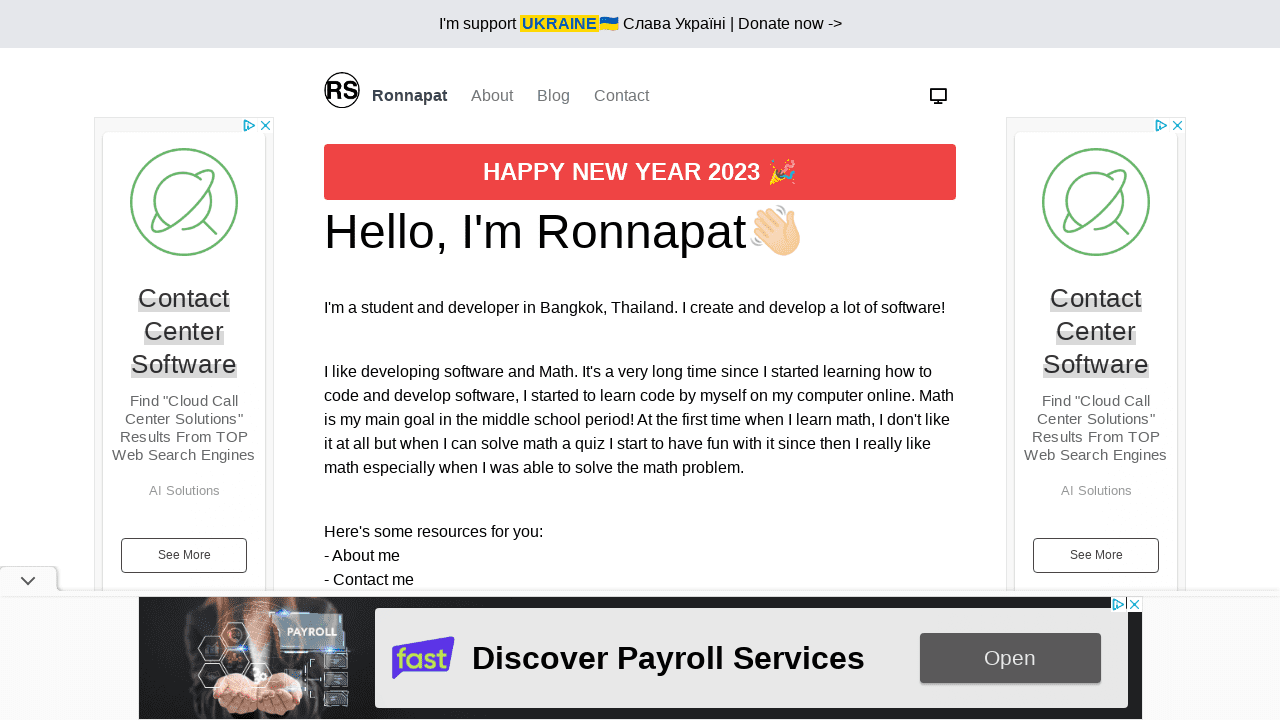 I'm support UKRAINE🇺🇦 Слава Україні | Donate now ->
RS
Ronnapat About Blog Contact
HAPPY NEW YEAR 2023 🎉
Hello, I'm Ronnapat👋🏻
I'm a student and developer in Bangkok, Thailand. I create and develop a lot of software!
I like developing software and Math. It's a very long time since I started learning how to
code and develop software, I started to learn code by myself on my computer online. Math
is my main goal in the middle school period! At the first time when I learn math, I don't like
it at all but when I can solve math a quiz I start to have fun with it since then I really like
math especially when I was able to solve the math problem.
Here's some resources for you:
- About me
- Contact me
Contact
Center
Software
Find "Cloud Call
Center Solutions"
Results From TOP
Web Search Engines
AI Solutions
See More
Contact
Center
Software
Find "Cloud Call
Center Solutions"
Results From TOP
Web Search Engines
AI Solutions
See More
PAYROLL
fast
Discover Payroll Services
Open